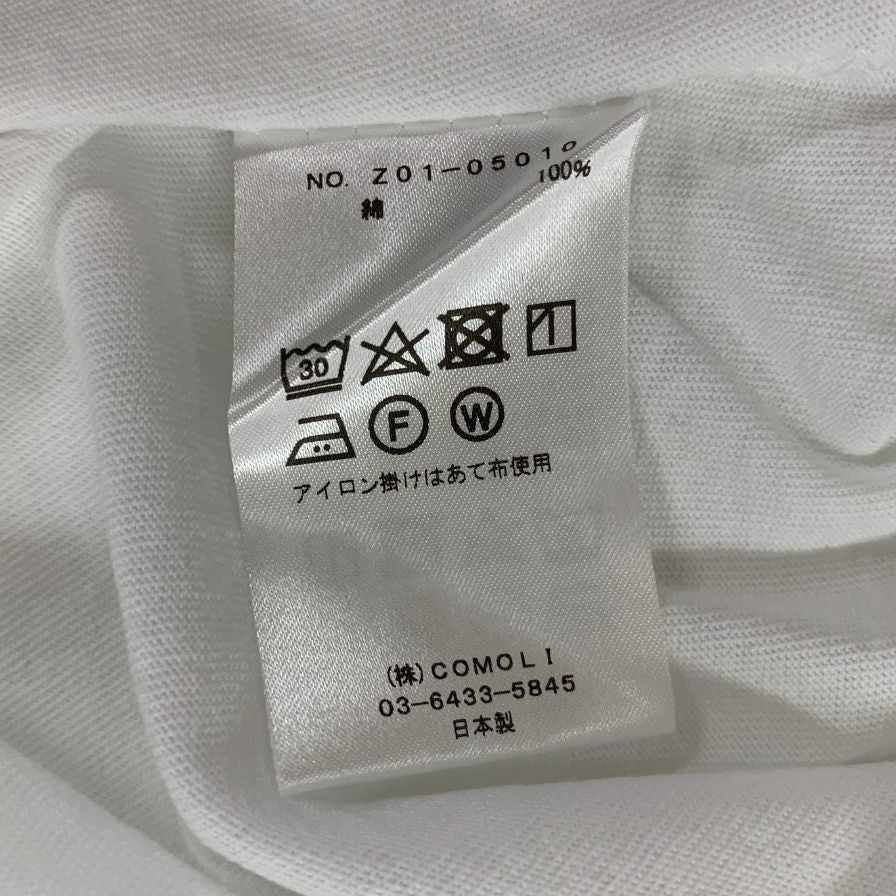 NO. Z01-05010
綿 100%
30
F W
アイロン掛けはあて布使用
(株)COMOLI
03-6433-5845
日本製